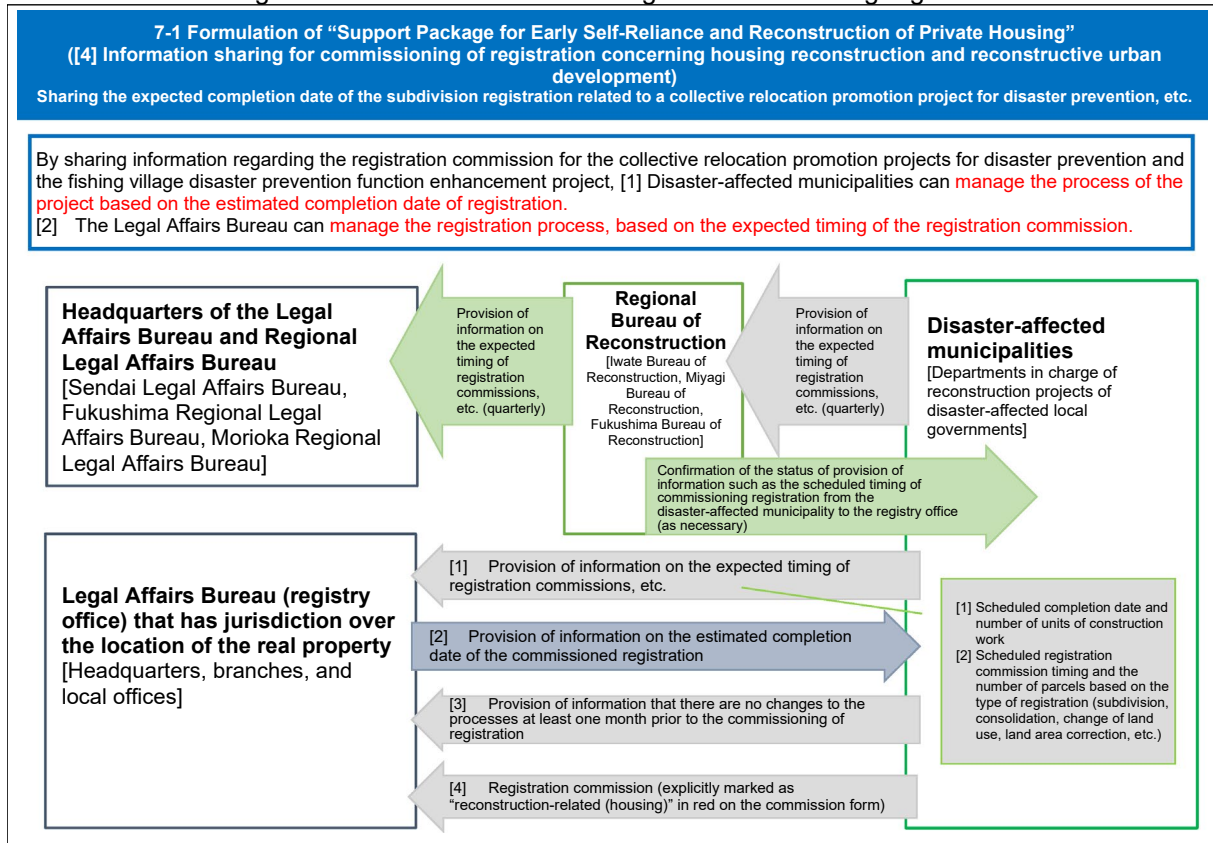 7-1 Formulation of “Support Package for Early Self-Reliance and Reconstruction of Private Housing”
([4] Information sharing for commissioning of registration concerning housing reconstruction and reconstructive urban
development)
Sharing the expected completion date of the subdivision registration related to a collective relocation promotion project for disaster prevention, etc.
By sharing information regarding the registration commission for the collective relocation promotion projects for disaster prevention and
the fishing village disaster prevention function enhancement project, [1] Disaster-affected municipalities can manage the process of the
project based on the estimated completion date of registration.
[2] The Legal Affairs Bureau can manage the registration process, based on the expected timing of the registration commission.
Headquarters of the Legal
Affairs Bureau and Regional
Legal Affairs Bureau
[Sendai Legal Affairs Bureau,
Fukushima Regional Legal
Affairs Bureau, Morioka Regional
Legal Affairs Bureau]
Provision of
information on
the expected
timing of
registration
commissions,
etc. (quarterly)
Regional
Bureau of
Reconstruction
[Iwate Bureau of
Reconstruction, Miyagi
Bureau of
Reconstruction,
Fukushima Bureau of
Reconstruction]
Provision of
information on
the expected
timing of
registration
commissions,
etc. (quarterly)
Disaster-affected
municipalities
[Departments in charge of
reconstruction projects of
disaster-affected local
governments]
Confirmation of the status of provision of
information such as the scheduled timing of
commissioning registration from the
disaster-affected municipality to the registry office
(as necessary)
Legal Affairs Bureau (registry
office) that has jurisdiction over
the location of the real property
[Headquarters, branches, and
local offices]
[1] Provision of information on the expected timing of
registration commissions, etc.
[2] Provision of information on the estimated completion
date of the commissioned registration
[3] Provision of information that there are no changes to the
processes at least one month prior to the commissioning of
registration
[4] Registration commission (explicitly marked as
“reconstruction-related (housing)” in red on the commission form)
[1] Scheduled completion date and
number of units of construction
work
[2] Scheduled registration
commission timing and the
number of parcels based on the
type of registration (subdivision,
consolidation, change of land
use, land area correction, etc.)